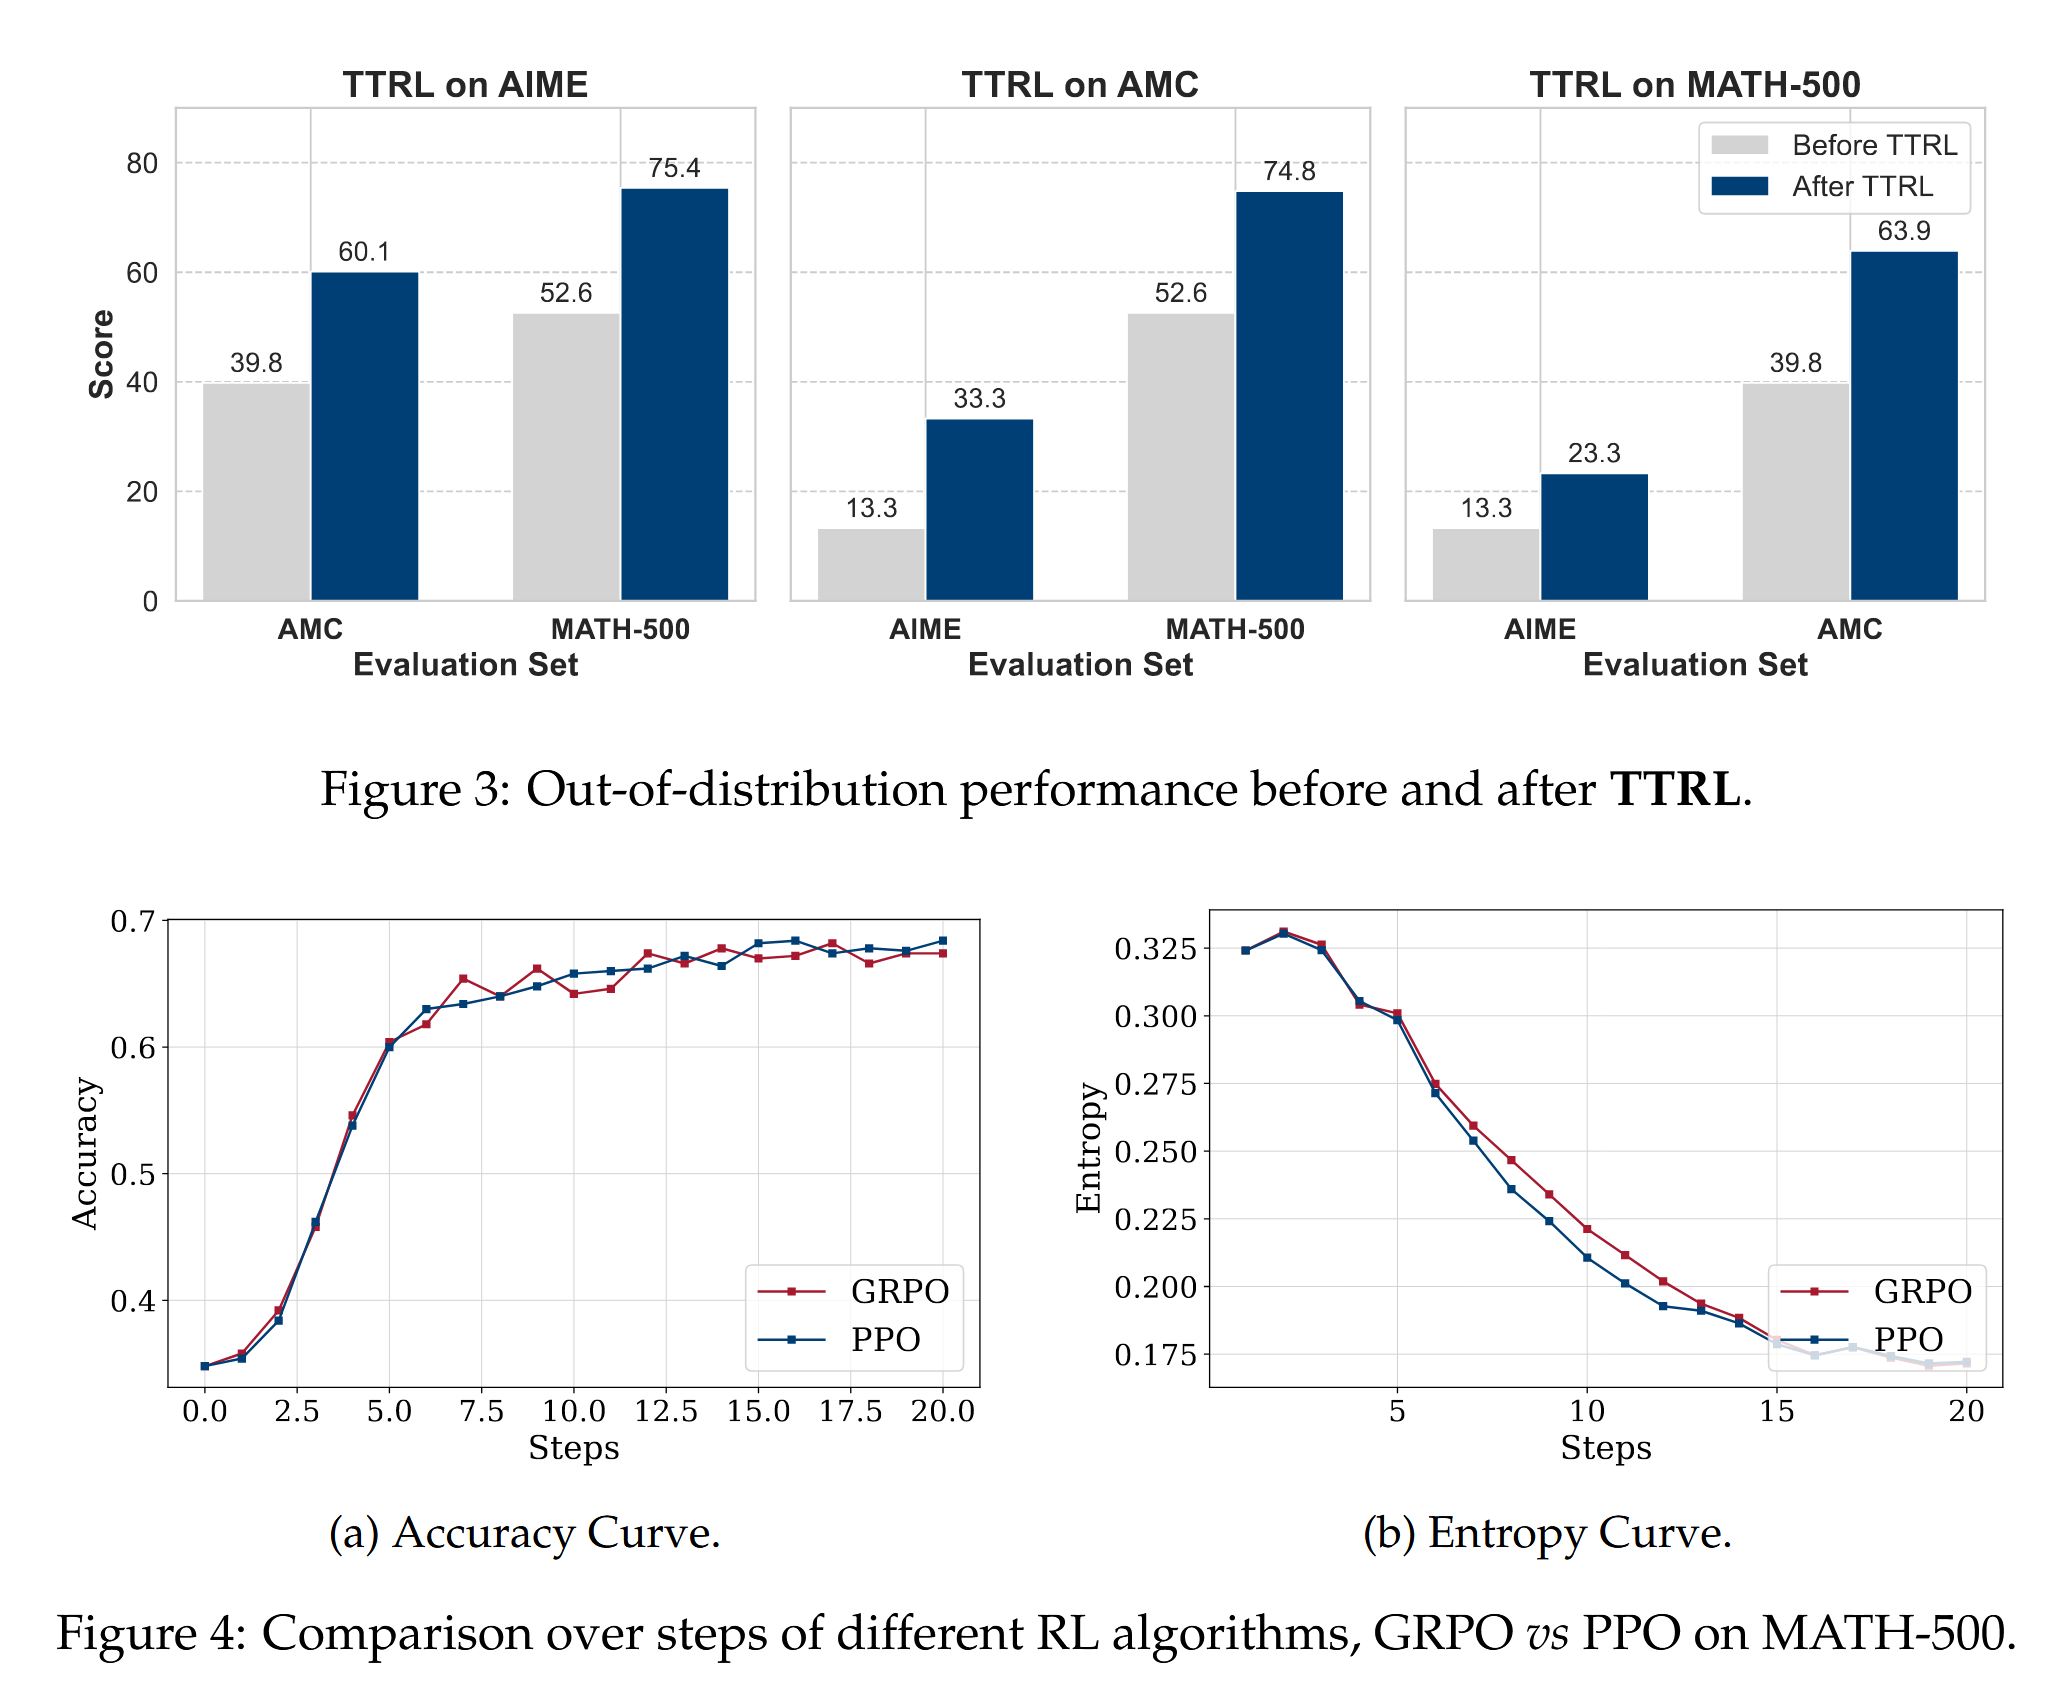 TTRL on AIME
TTRL on AMC
TTRL on MATH-500
Score
80
60
40
20
0
39.8
60.1
52.6
75.4
AMC
MATH-500
Evaluation Set
13.3
33.3
52.6
74.8
AIME
MATH-500
Evaluation Set
Before TTRL
After TTRL
13.3
23.3
39.8
63.9
AIME
AMC
Evaluation Set
Figure 3: Out-of-distribution performance before and after TTRL.
Accuracy
0.7
0.6
0.5
0.4
GRPO
PPO
0.0 2.5 5.0 7.5 10.0 12.5 15.0 17.5 20.0
Steps
(a) Accuracy Curve.
Entropy
0.325
0.300
0.275
0.250
0.225
0.200
0.175
GRPO
PPO
5 10 15 20
Steps
(b) Entropy Curve.
Figure 4: Comparison over steps of different RL algorithms, GRPO vs PPO on MATH-500.